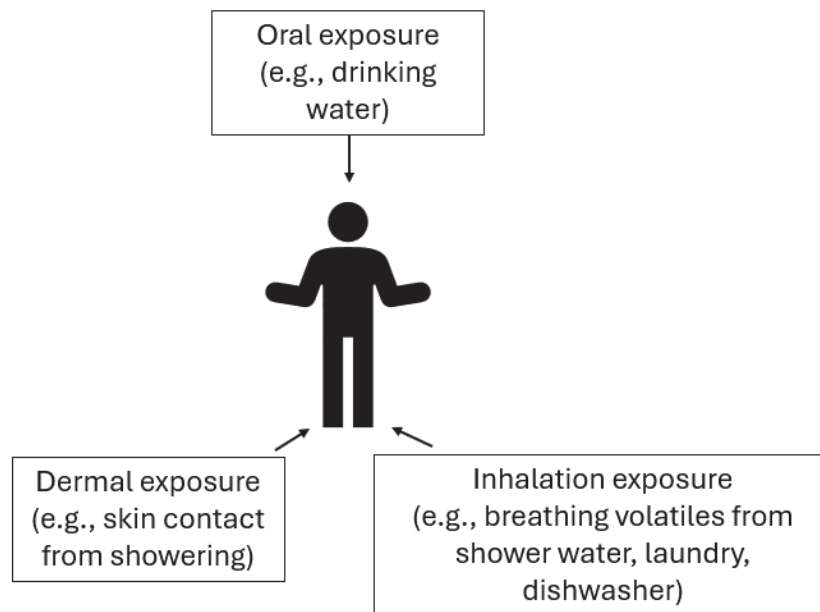 Oral exposure
(e.g., drinking
water)
Dermal exposure
(e.g., skin contact
from showering)
Inhalation exposure
(e.g., breathing volatiles from
shower water, laundry,
dishwasher)